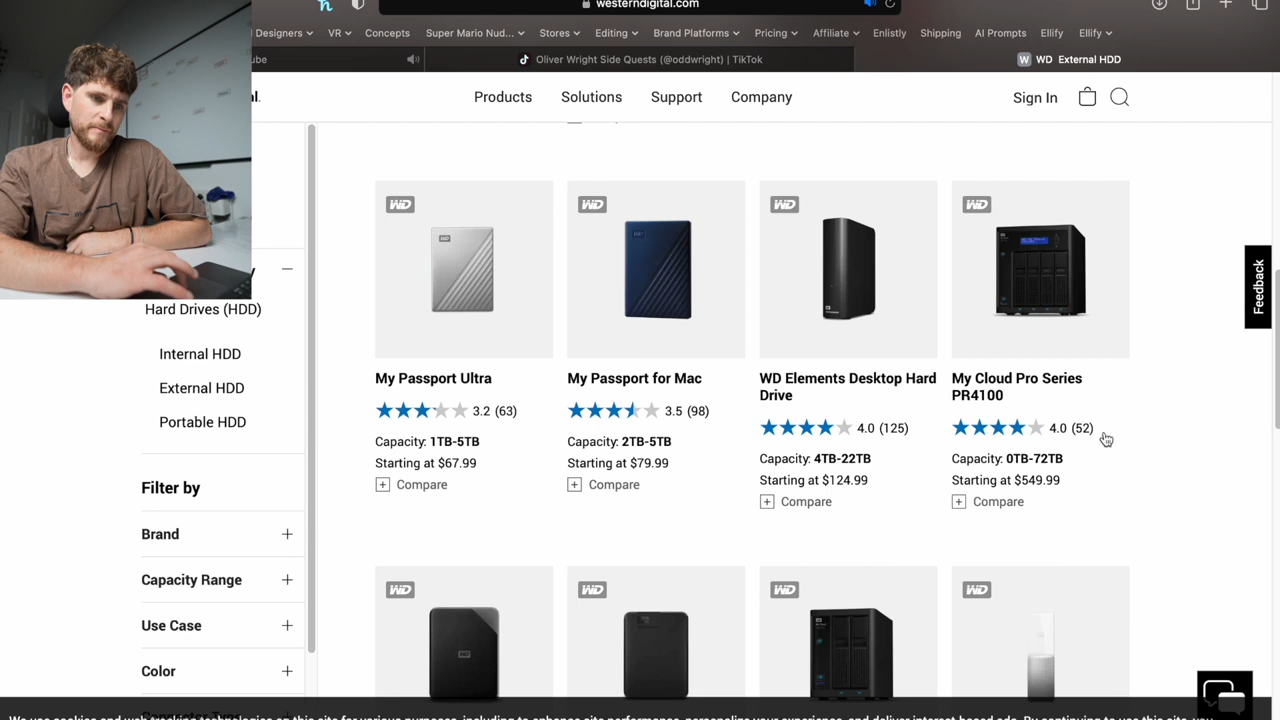 westerndigital.com
Designers
VR
Concepts
Super Mario Nud...
Stores
Editing
Brand Platforms
Pricing
Affiliate
Enlistly
Shipping
AI Prompts
Ellify
Ellify
ube
Oliver Wright Side Quests (@oddwright) | TikTok
W WD External HDD
al.
Products
Solutions
Support
Company
Sign In
WD
WD
WD
WD
My Passport Ultra
3.2 (63)
Capacity: 1TB-5TB
Starting at $67.99
Compare
My Passport for Mac
3.5 (98)
Capacity: 2TB-5TB
Starting at $79.99
Compare
WD Elements Desktop Hard
Drive
4.0 (125)
Capacity: 4TB-22TB
Starting at $124.99
Compare
My Cloud Pro Series
PR4100
4.0 (52)
Capacity: 0TB-72TB
Starting at $549.99
Compare
y
Hard Drives (HDD)
Internal HDD
External HDD
Portable HDD
Filter by
Brand
Capacity Range
Use Case
Color
Feedback
WD
WD
WD
WD